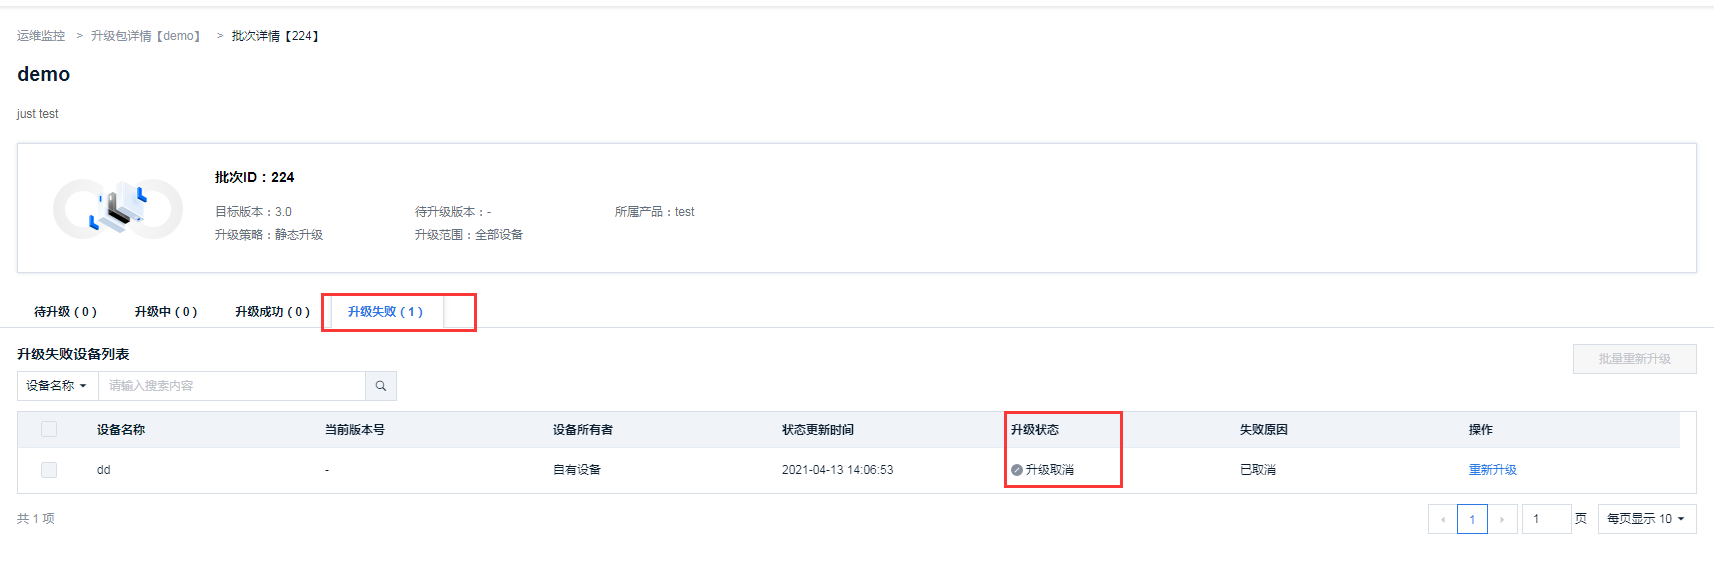 运维监控 > 升级包详情【demo】 > 批次详情【224】
demo
just test
批次ID：224
目标版本：3.0 待升级版本：- 所属产品：test
升级策略：静态升级 升级范围：全部设备
待升级（0） 升级中（0） 升级成功（0） 升级失败（1）
升级失败设备列表
批量重新升级
设备名称 请输入搜索内容
设备名称 当前版本号 设备所有者 状态更新时间 升级状态 失败原因 操作
dd - 自有设备 2021-04-13 14:06:53 升级取消 已取消 重新升级
共 1 项 1 1 页 每页显示 10